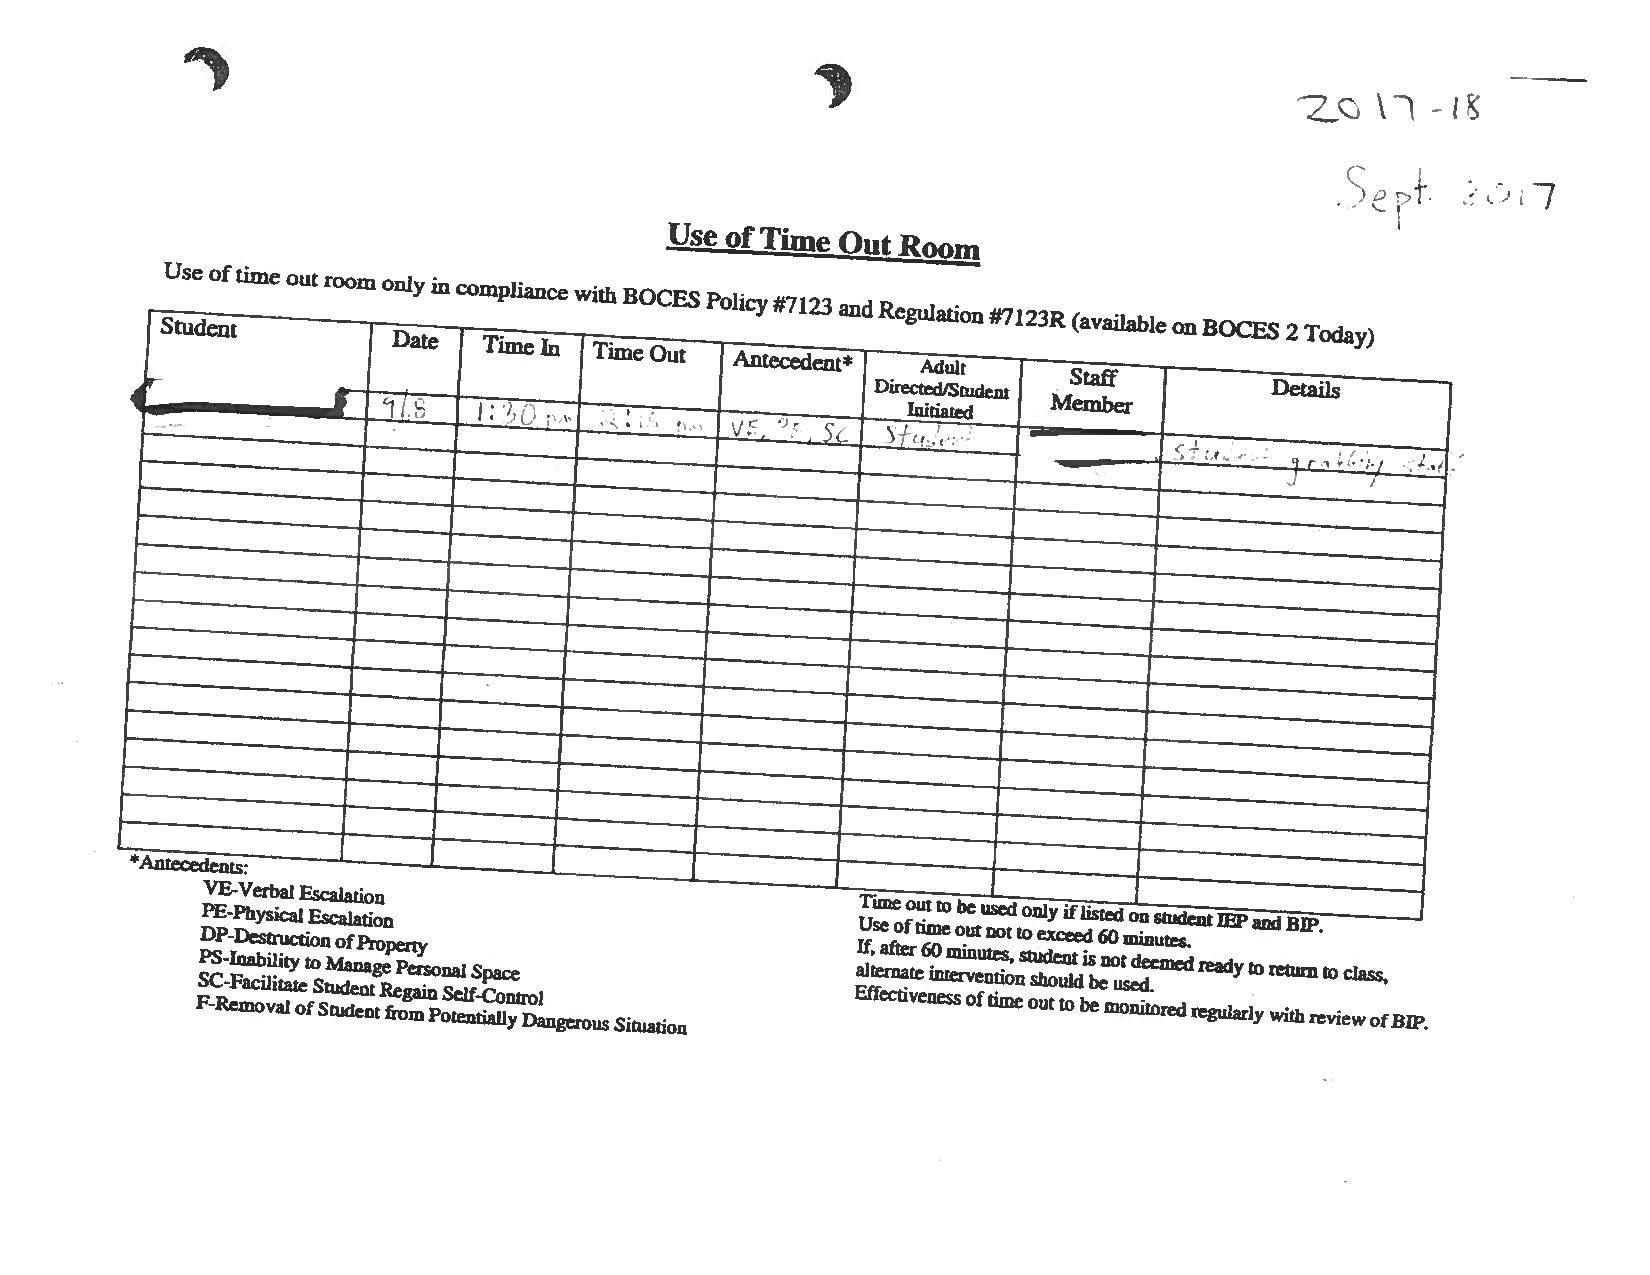 2017-18
Sept. 2017
Use of Time Out Room
Use of time out room only in compliance with BOCES Policy #7123 and Regulation #7123R (available on BOCES 2 Today)
Student Date Time In Time Out Antecedent* Adult Directed/Student Initiated Staff Member Details
9/8 1:30 pm pm VE, PE, SC Student
Student grabbing
*Antecedents:
VE-Verbal Escalation
PE-Physical Escalation
DP-Destruction of Property
PS-Inability to Manage Personal Space
SC-Facilitate Student Regain Self-Control
F-Removal of Student from Potentially Dangerous Situation
Time out to be used only if listed on student IEP and BIP.
Use of time out not to exceed 60 minutes.
If, after 60 minutes, student is not deemed ready to return to class,
alternate intervention should be used.
Effectiveness of time out to be monitored regularly with review of BIP.